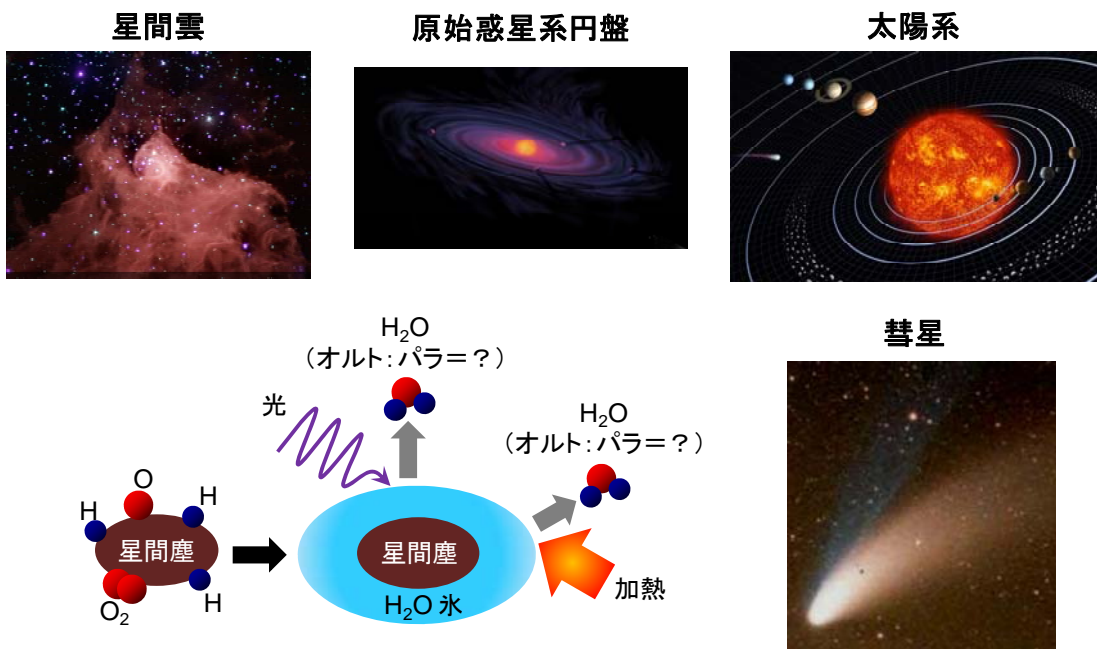 星間雲
原始惑星系円盤
太陽系
彗星
H₂O
(オルト:パラ=?)
光
H₂O
(オルト:パラ=?)
O
H
H
星間塵
H
O₂
星間塵
H₂O 氷
加熱